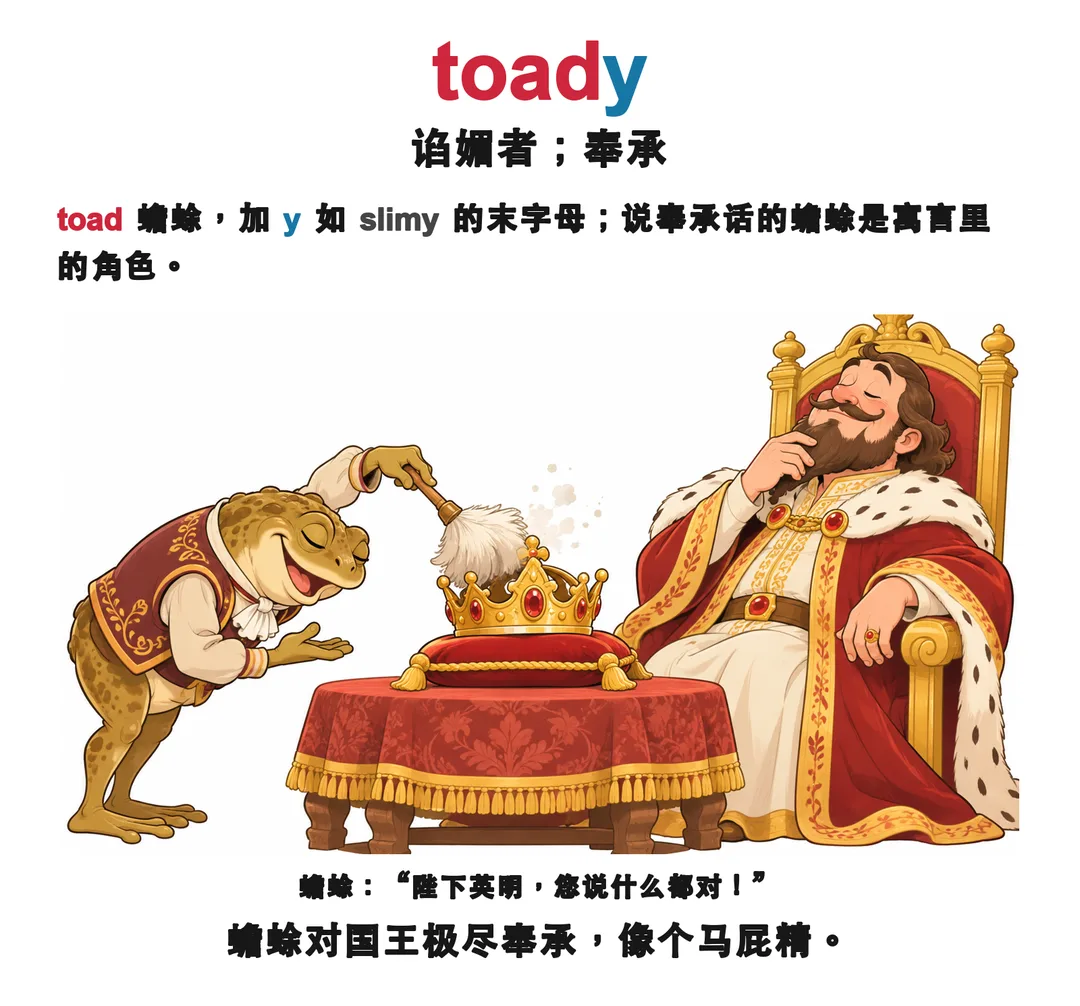 toady
谄媚者；奉承
toad 蟾蜍，加 y 如 slimy 的末字母；说奉承话的蟾蜍是寓言里
的角色。
蟾蜍：“陛下英明，您说什么都对！”
蟾蜍对国王极尽奉承，像个马屁精。